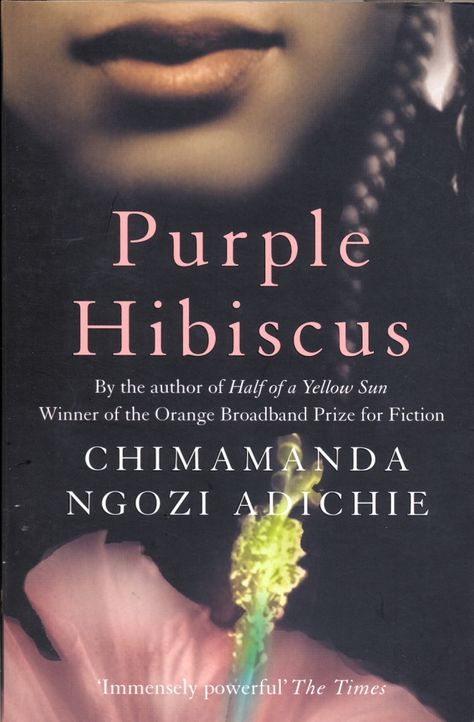 Purple
Hibiscus
By the author of Half of a Yellow Sun
Winner of the Orange Broadband Prize for Fiction
CHIMAMANDA
NGOZI ADICHIE
‘Immensely powerful’ The Times